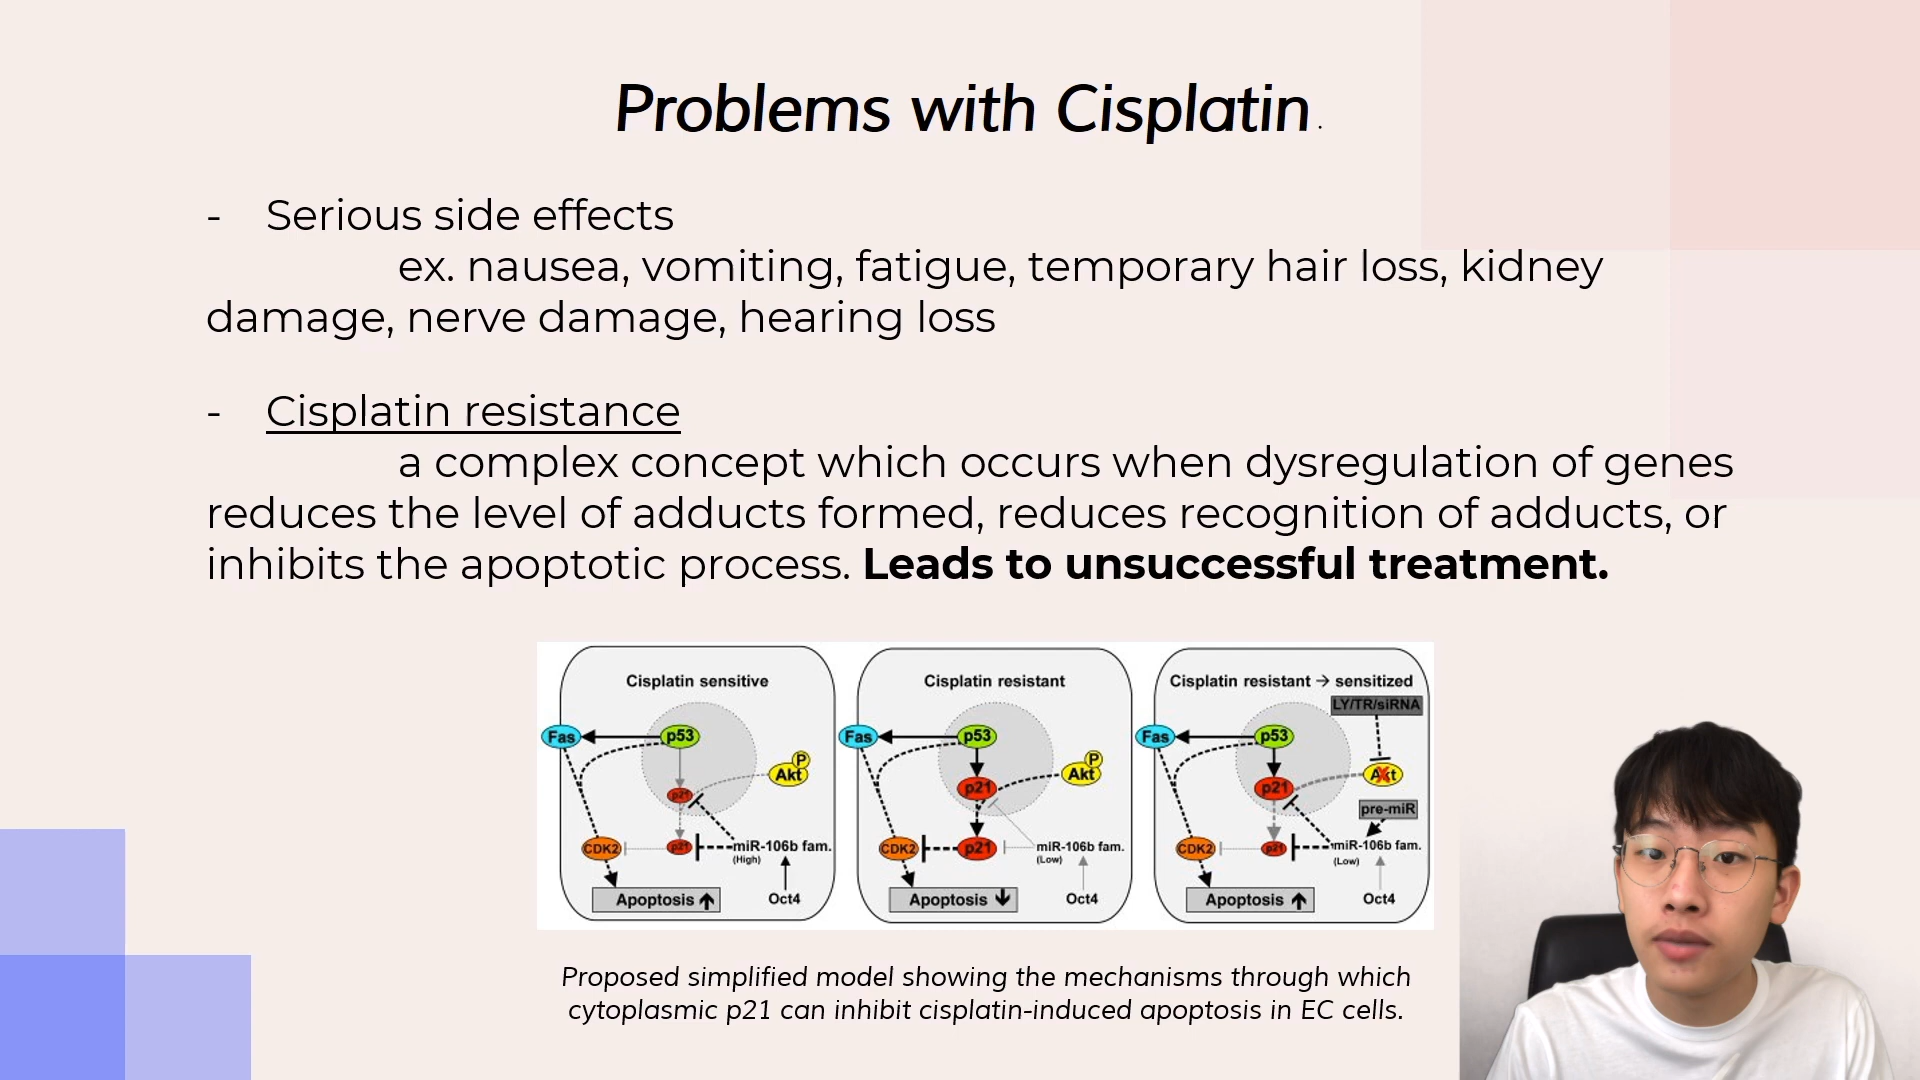 Problems with Cisplatin.
- Serious side effects
ex. nausea, vomiting, fatigue, temporary hair loss, kidney
damage, nerve damage, hearing loss
- Cisplatin resistance
a complex concept which occurs when dysregulation of genes
reduces the level of adducts formed, reduces recognition of adducts, or
inhibits the apoptotic process. Leads to unsuccessful treatment.
Cisplatin sensitive
Fas
p53
P
Akt
p21
CDK2
p21
miR-106b fam.
(High)
Apoptosis
Oct4
Cisplatin resistant
Fas
p53
P
Akt
p21
CDK2
p21
miR-106b fam.
(Low)
Apoptosis
Oct4
Cisplatin resistant → sensitized
LY/TR/siRNA
Fas
p53
Akt
p21
pre-miR
CDK2
p21
miR-106b fam.
(Low)
Apoptosis
Oct4
Proposed simplified model showing the mechanisms through which
cytoplasmic p21 can inhibit cisplatin-induced apoptosis in EC cells.